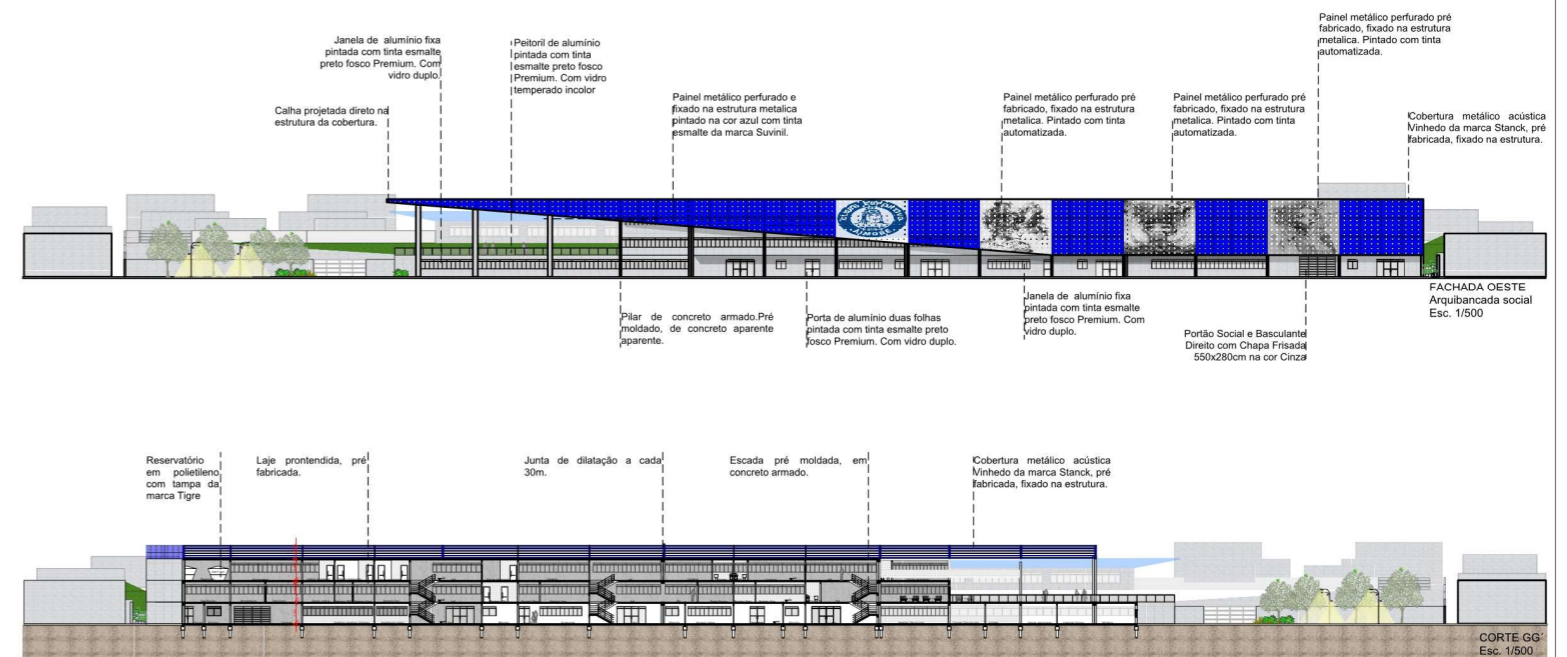 Janela de alumínio fixa
pintada com tinta esmalte
preto fosco Premium. Com
vidro duplo.
Peitoril de alumínio
pintada com tinta
esmalte preto fosco
Premium. Com vidro
temperado incolor
Painel metálico perfurado pré
fabricado, fixado na estrutura
metalica. Pintado com tinta
automatizada.
Calha projetada direto na
estrutura da cobertura.
Painel metálico perfurado e
fixado na estrutura metalica
pintado na cor azul com tinta
esmalte da marca Suvinil.
Painel metálico perfurado pré
fabricado, fixado na estrutura
metalica. Pintado com tinta
automatizada.
Painel metálico perfurado pré
fabricado, fixado na estrutura
metalica. Pintado com tinta
automatizada.
Cobertura metálico acústica
Vinhedo da marca Stanck, pré
fabricada, fixado na estrutura.
AIMORÉ
Pilar de concreto armado.Pré
moldado, de concreto aparente
aparente.
Porta de alumínio duas folhas
pintada com tinta esmalte preto
fosco Premium. Com vidro duplo.
Janela de alumínio fixa
pintada com tinta esmalte
preto fosco Premium. Com
vidro duplo.
Portão Social e Basculante
Direito com Chapa Frisada
550x280cm na cor Cinza
FACHADA OESTE
Arquibancada social
Esc. 1/500
Reservatório
em polietileno
com tampa da
marca Tigre
Laje prontendida, pré
fabricada.
Junta de dilatação a cada
30m.
Escada pré moldada, em
concreto armado.
Cobertura metálico acústica
Vinhedo da marca Stanck, pré
fabricada, fixado na estrutura.
CORTE GG´
Esc. 1/500